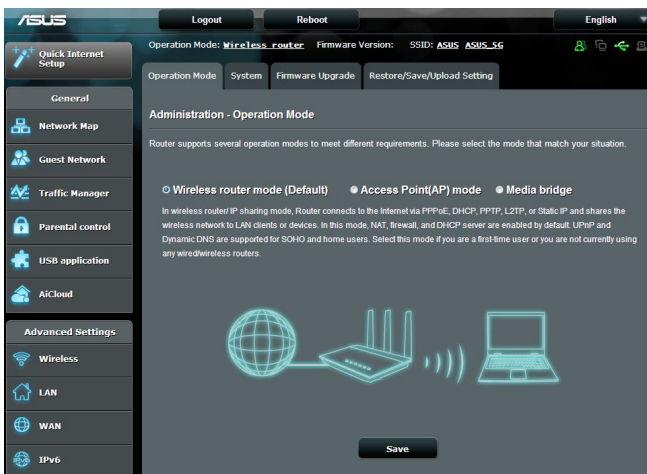 ASUS
Logout
Reboot
English
Operation Mode: Wireless router Firmware Version: SSID: ASUS ASUS_5G
Quick Internet
Setup
General
Network Map
Guest Network
Traffic Manager
Parental control
USB application
AiCloud
Advanced Settings
Wireless
LAN
WAN
IPv6
Operation Mode
System
Firmware Upgrade
Restore/Save/Upload Setting
Administration - Operation Mode
Router supports several operation modes to meet different requirements. Please select the mode that match your situation.
Wireless router mode (Default)
Access Point(AP) mode
Media bridge
In wireless router/ IP sharing mode, Router connects to the Internet via PPPoE, DHCP, PPTP, L2TP, or Static IP and shares the
wireless network to LAN clients or devices. In this mode, NAT, firewall, and DHCP server are enabled by default. UPnP and
Dynamic DNS are supported for SOHO and home users. Select this mode if you are a first-time user or you are not currently using
any wired/wireless routers.
Save